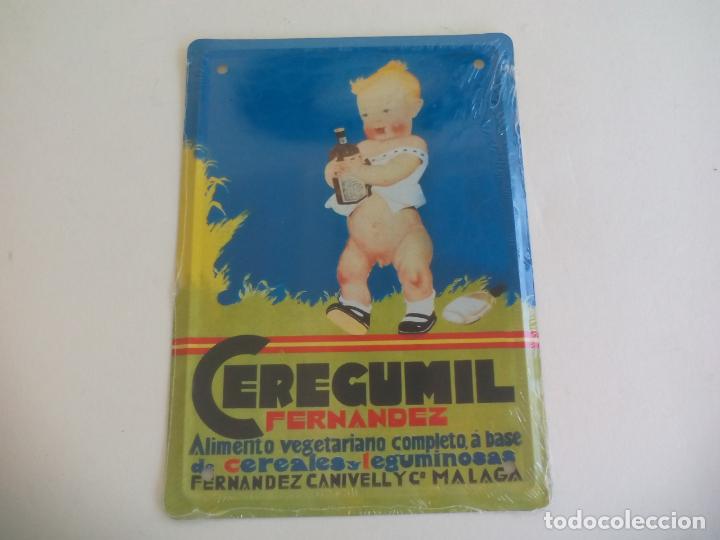 CEREGUMIL
FERNANDEZ
Alimento vegetariano completo, á base
de cereales y leguminosas
FERNANDEZ CANIVELL Y Cª MALAGA
todocoleccion